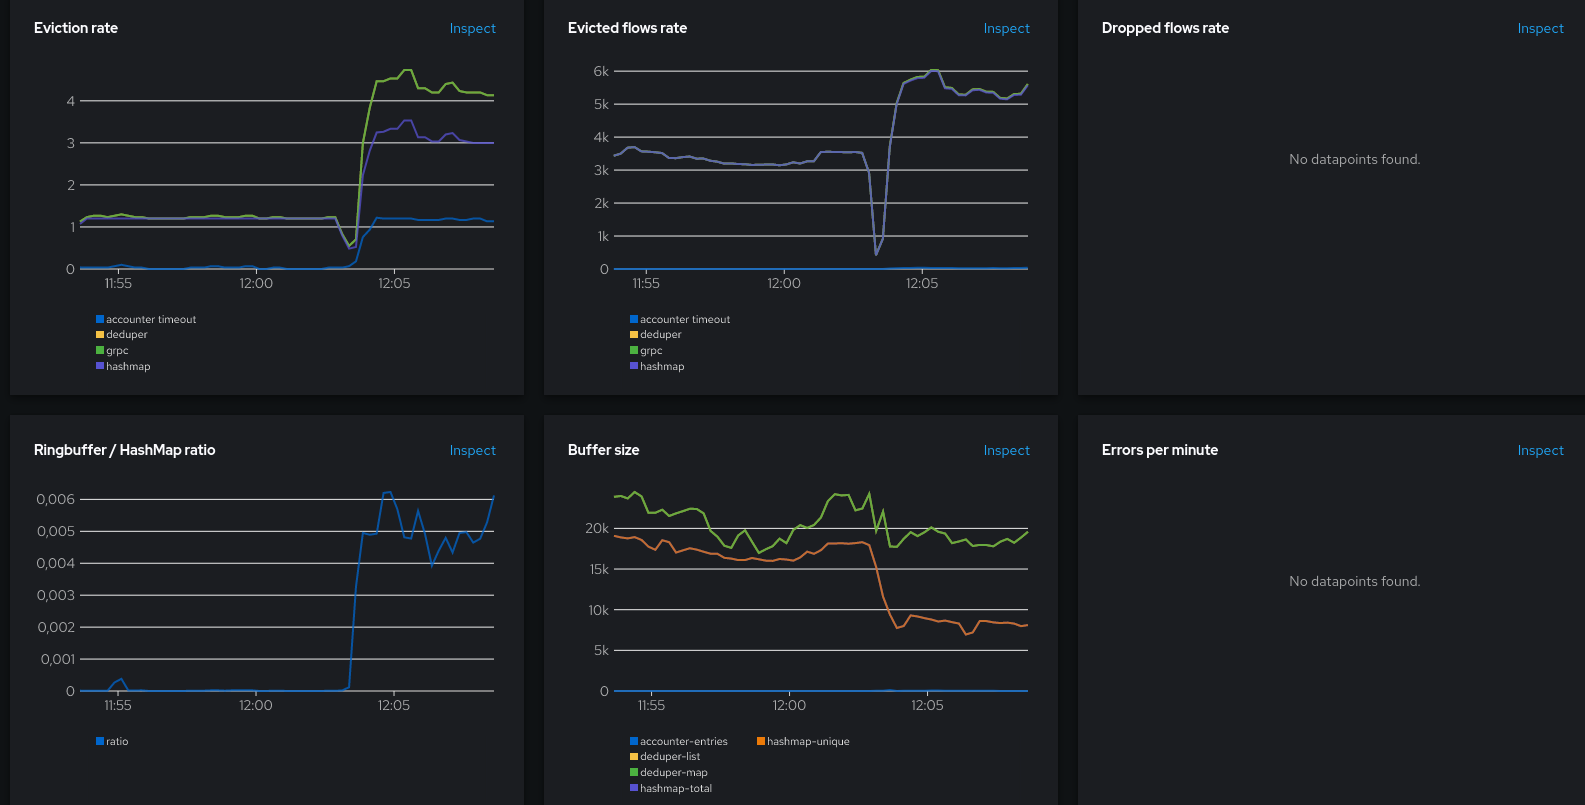 Eviction rate
Inspect
4
3
2
1
0
11:55
12:00
12:05
accounter timeout
deduper
grpc
hashmap
Evicted flows rate
Inspect
6k
5k
4k
3k
2k
1k
0
11:55
12:00
12:05
accounter timeout
deduper
grpc
hashmap
Dropped flows rate
Inspect
No datapoints found.
Ringbuffer / HashMap ratio
Inspect
0,006
0,005
0,004
0,003
0,002
0,001
0
11:55
12:00
12:05
ratio
Buffer size
Inspect
20k
15k
10k
5k
0
11:55
12:00
12:05
accounter-entries
hashmap-unique
deduper-list
deduper-map
hashmap-total
Errors per minute
Inspect
No datapoints found.